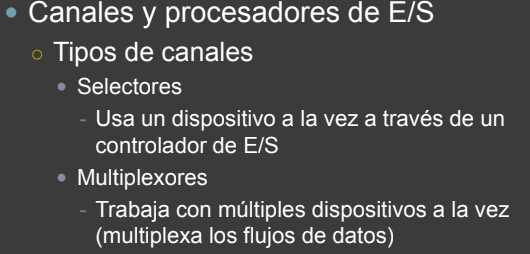 Canales y procesadores de E/S
Tipos de canales
Selectores
- Usa un dispositivo a la vez a través de un
controlador de E/S
Multiplexores
- Trabaja con múltiples dispositivos a la vez
(multiplexa los flujos de datos)